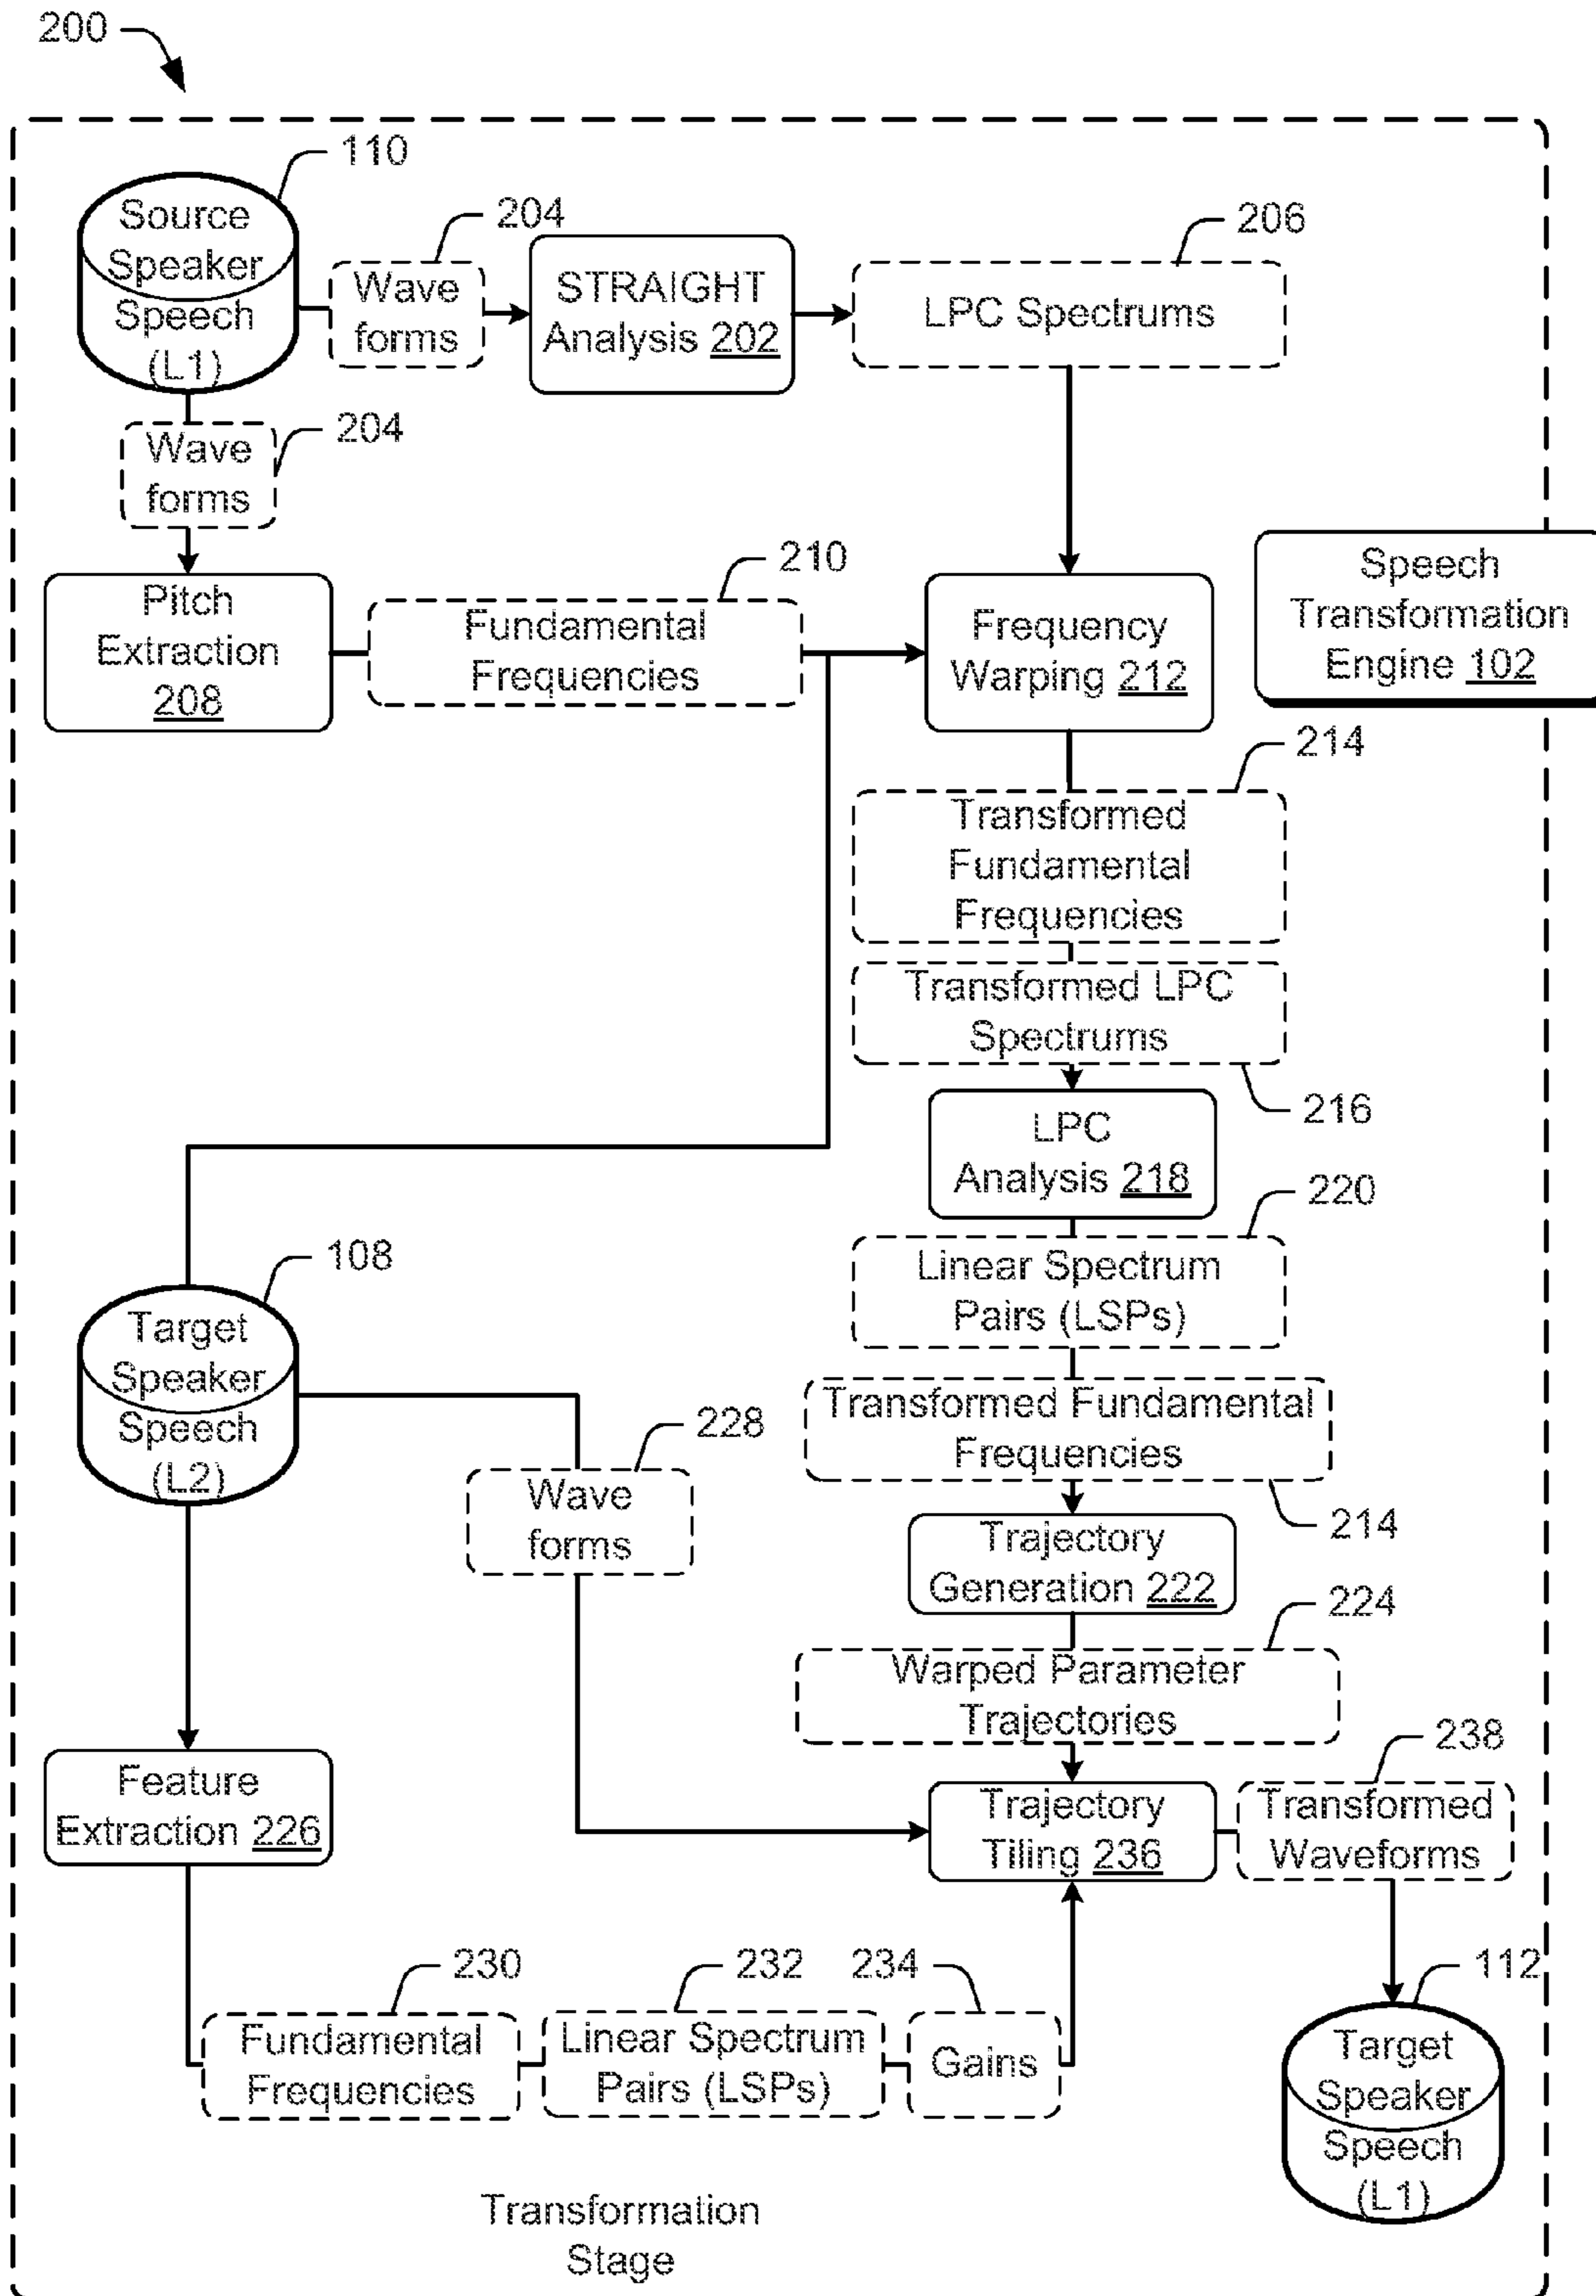 200
110
Source
Speaker
Speech
(L1)
204
Wave
forms
STRAIGHT
Analysis 202
206
LPC Spectrums
204
Wave
forms
Pitch
Extraction
208
210
Fundamental
Frequencies
Frequency
Warping 212
Speech
Transformation
Engine 102
214
Transformed
Fundamental
Frequencies
Transformed LPC
Spectrums
216
LPC
Analysis 218
220
Linear Spectrum
Pairs (LSPs)
108
Target
Speaker
Speech
(L2)
228
Wave
forms
Transformed Fundamental
Frequencies
214
Trajectory
Generation 222
224
Warped Parameter
Trajectories
Feature
Extraction 226
Trajectory
Tiling 236
238
Transformed
Waveforms
230
Fundamental
Frequencies
232
Linear Spectrum
Pairs (LSPs)
234
Gains
112
Target
Speaker
Speech
(L1)
Transformation
Stage